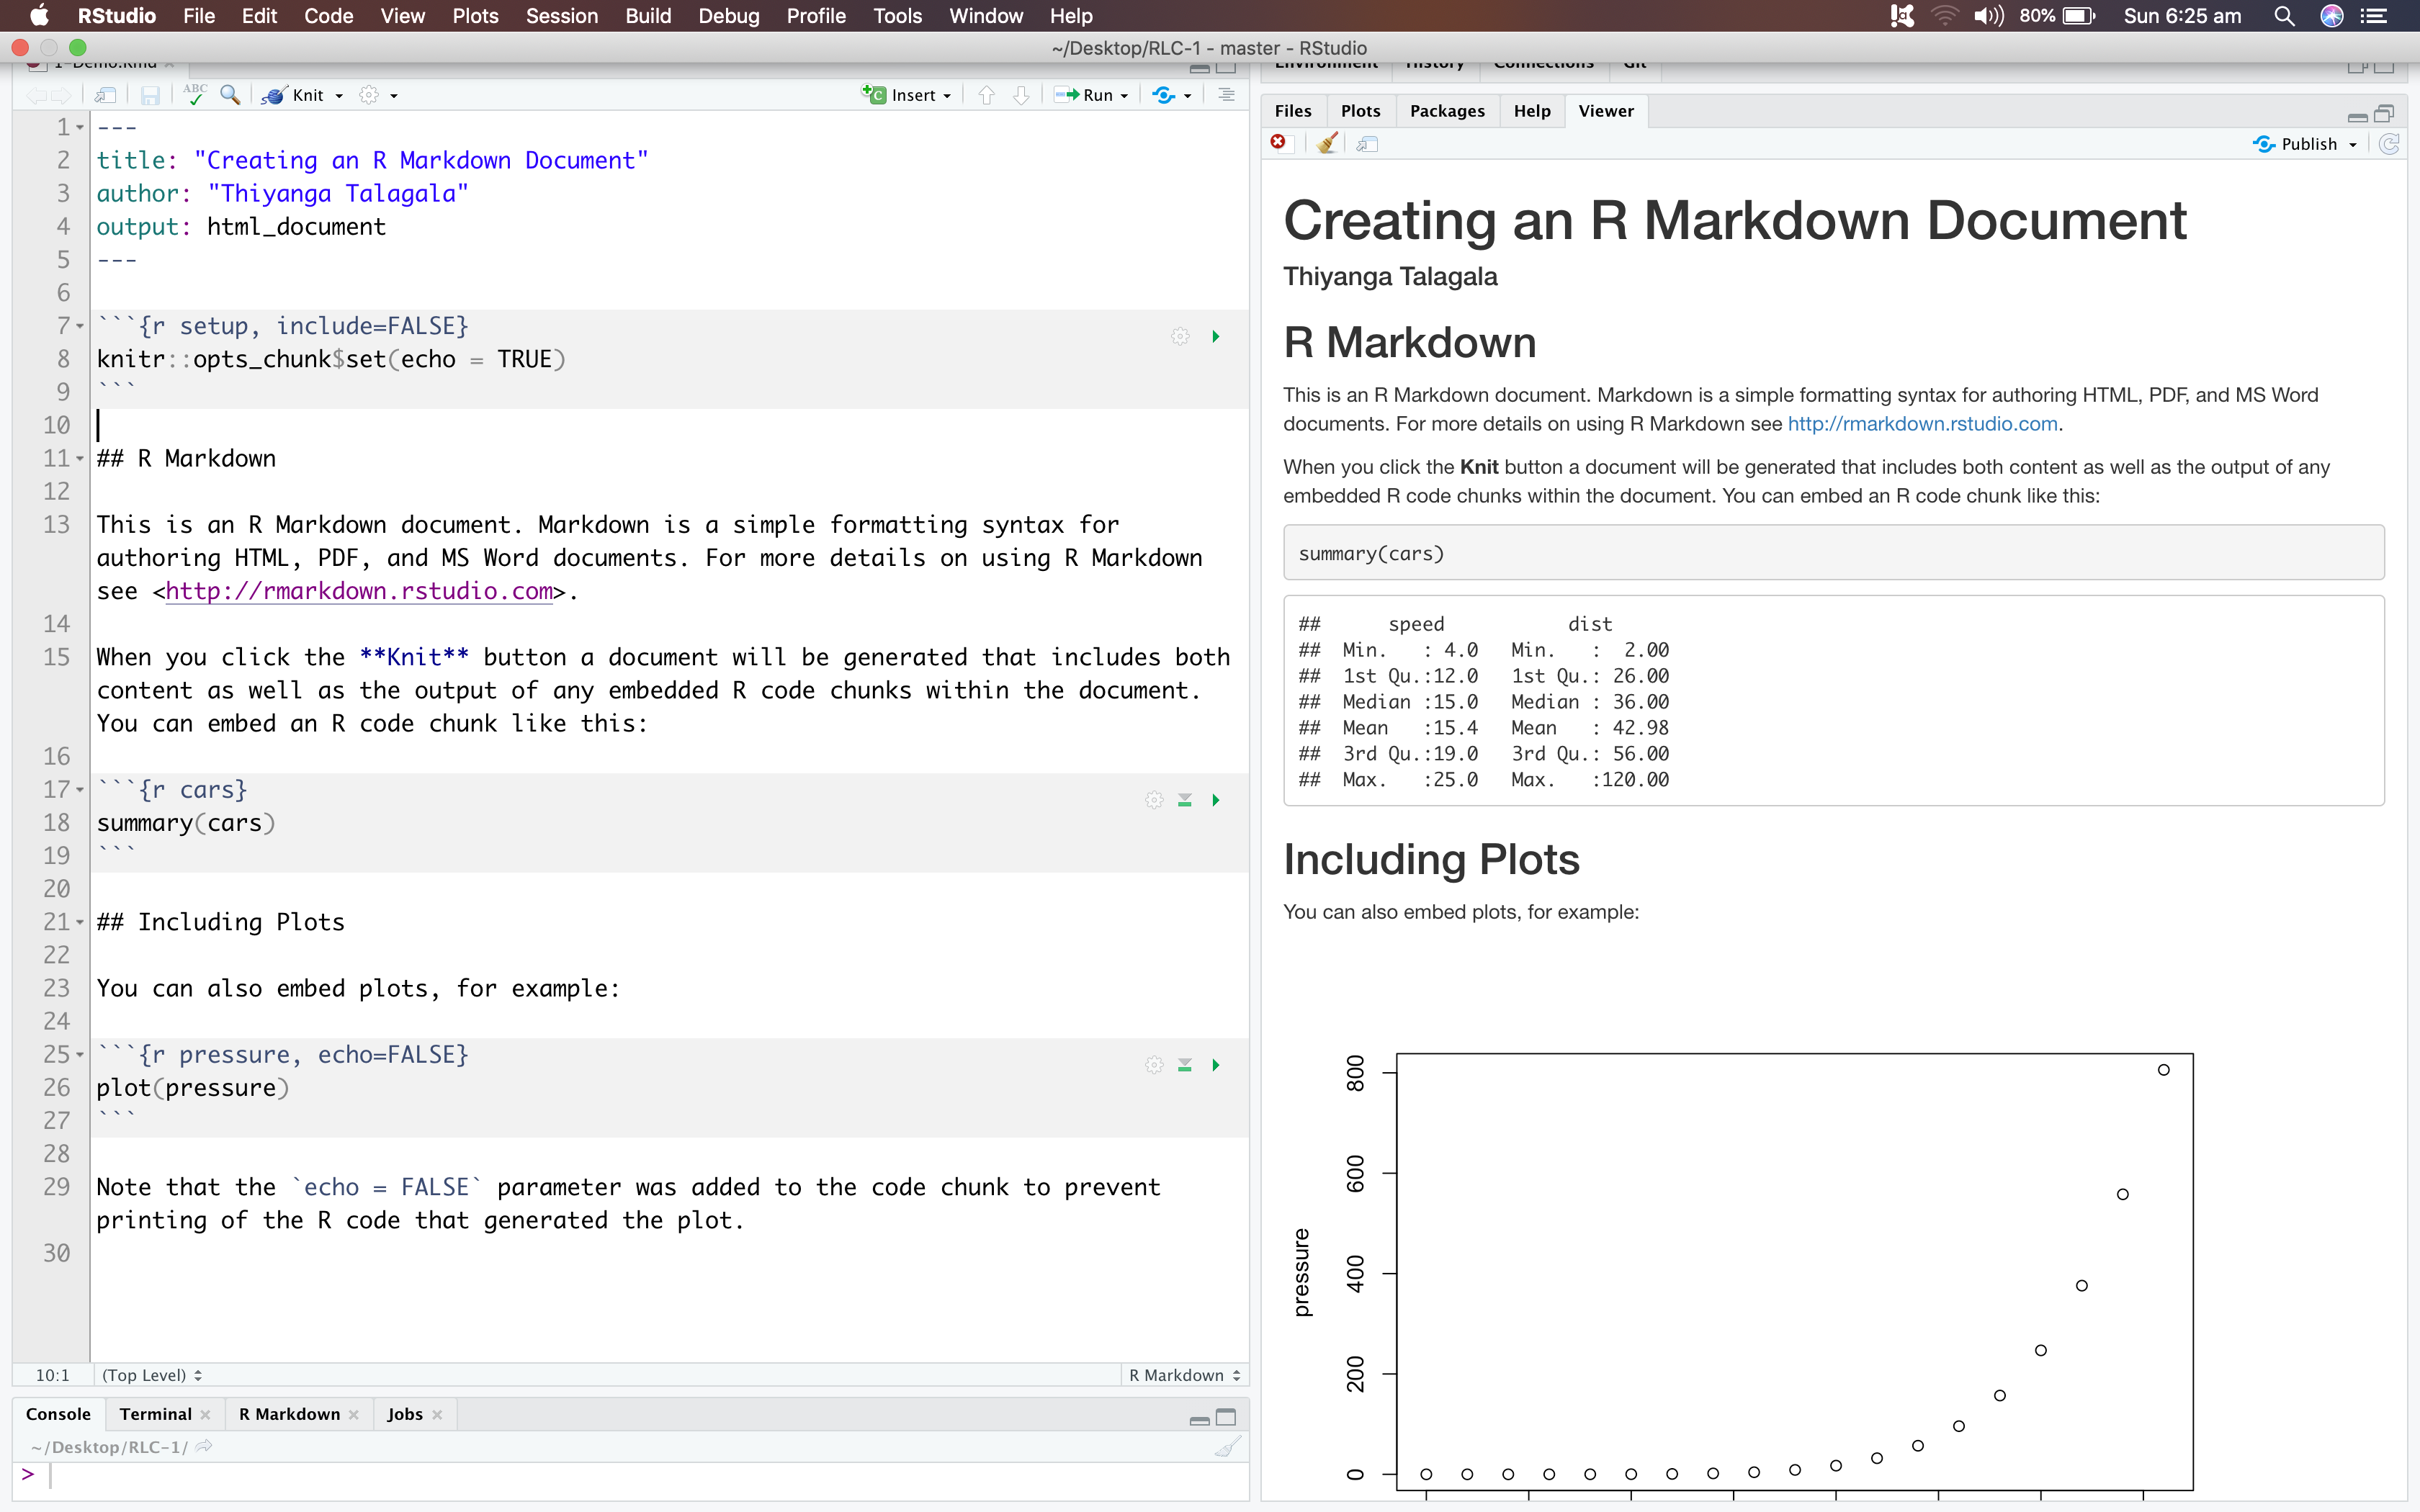 RStudio File Edit Code View Plots Session Build Debug Profile Tools Window Help 80% Sun 6:25 am
~/Desktop/RLC-1 - master - RStudio
1-Demo.Rmd
ABC Knit Insert Run
1 ---
2 title: "Creating an R Markdown Document"
3 author: "Thiyanga Talagala"
4 output: html_document
5 ---
6
7 ```{r setup, include=FALSE}
8 knitr::opts_chunk$set(echo = TRUE)
9 ```
10
11 ## R Markdown
12
13 This is an R Markdown document. Markdown is a simple formatting syntax for
authoring HTML, PDF, and MS Word documents. For more details on using R Markdown
see <http://rmarkdown.rstudio.com>.
14
15 When you click the **Knit** button a document will be generated that includes both
content as well as the output of any embedded R code chunks within the document.
You can embed an R code chunk like this:
16
17 ```{r cars}
18 summary(cars)
19 ```
20
21 ## Including Plots
22
23 You can also embed plots, for example:
24
25 ```{r pressure, echo=FALSE}
26 plot(pressure)
27 ```
28
29 Note that the `echo = FALSE` parameter was added to the code chunk to prevent
printing of the R code that generated the plot.
30
10:1 (Top Level) R Markdown
Console Terminal R Markdown Jobs
~/Desktop/RLC-1/
>
Environment History Connections Git
Files Plots Packages Help Viewer
Publish
Creating an R Markdown Document
Thiyanga Talagala
R Markdown
This is an R Markdown document. Markdown is a simple formatting syntax for authoring HTML, PDF, and MS Word
documents. For more details on using R Markdown see http://rmarkdown.rstudio.com.
When you click the Knit button a document will be generated that includes both content as well as the output of any
embedded R code chunks within the document. You can embed an R code chunk like this:
summary(cars)
##      speed           dist
##  Min.   : 4.0   Min.   :  2.00
##  1st Qu.:12.0   1st Qu.: 26.00
##  Median :15.0   Median : 36.00
##  Mean   :15.4   Mean   : 42.98
##  3rd Qu.:19.0   3rd Qu.: 56.00
##  Max.   :25.0   Max.   :120.00
Including Plots
You can also embed plots, for example:
800
600
400
200
0
pressure